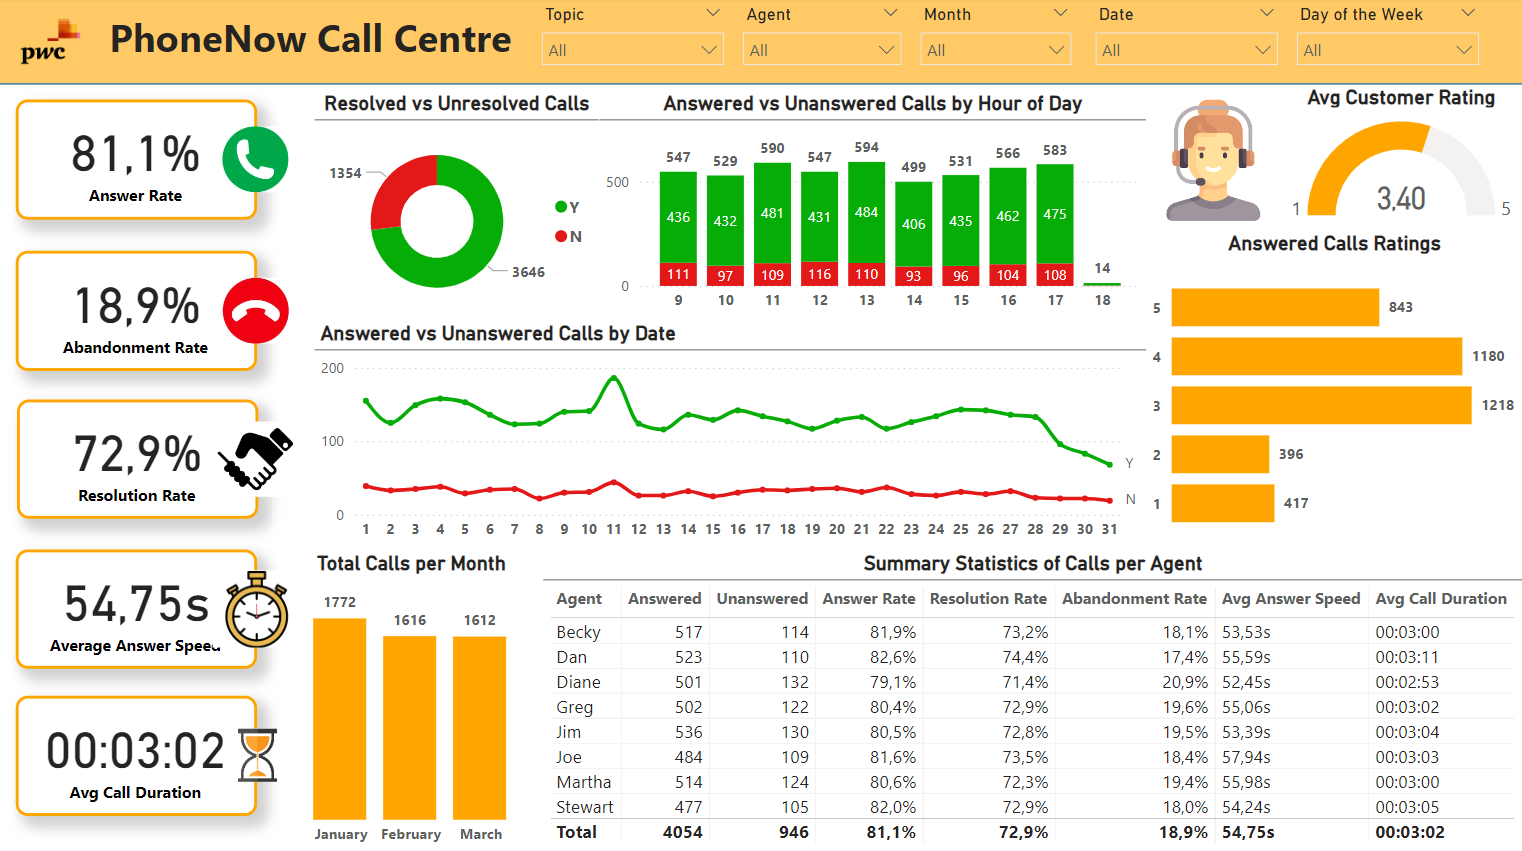 pwc
PhoneNow Call Centre
Topic Agent Month Date Day of the Week
All All All All All
81,1%
Answer Rate
18,9%
Abandonment Rate
72,9%
Resolution Rate
54,75s
Average Answer Speed
00:03:02
Avg Call Duration
Resolved vs Unresolved Calls
1354
3646
Y
N
Answered vs Unanswered Calls by Hour of Day
547 529 590 547 594 499 531 566 583 14
500
436 432 481 431 484 406 435 462 475
111 97 109 116 110 93 96 104 108
0
9 10 11 12 13 14 15 16 17 18
Avg Customer Rating
3,40
1 5
Answered Calls Ratings
5 843
4 1180
3 1218
2 396
1 417
Answered vs Unanswered Calls by Date
200
100
0
Y
N
1 2 3 4 5 6 7 8 9 10 11 12 13 14 15 16 17 18 19 20 21 22 23 24 25 26 27 28 29 30 31
Total Calls per Month
1772 1616 1612
January February March
Summary Statistics of Calls per Agent
Agent Answered Unanswered Answer Rate Resolution Rate Abandonment Rate Avg Answer Speed Avg Call Duration
Becky 517 114 81,9% 73,2% 18,1% 53,53s 00:03:00
Dan 523 110 82,6% 74,4% 17,4% 55,59s 00:03:11
Diane 501 132 79,1% 71,4% 20,9% 52,45s 00:02:53
Greg 502 122 80,4% 72,9% 19,6% 55,06s 00:03:02
Jim 536 130 80,5% 72,8% 19,5% 53,39s 00:03:04
Joe 484 109 81,6% 73,5% 18,4% 57,94s 00:03:03
Martha 514 124 80,6% 72,3% 19,4% 55,98s 00:03:00
Stewart 477 105 82,0% 72,9% 18,0% 54,24s 00:03:05
Total 4054 946 81,1% 72,9% 18,9% 54,75s 00:03:02